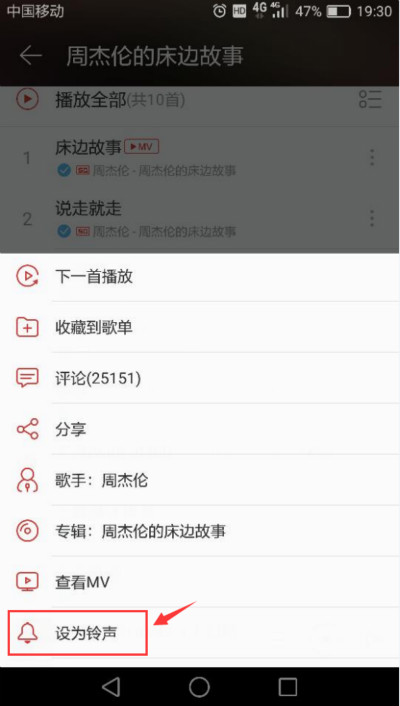 中国移动 HD 4G 4G 47% 19:30
周杰伦的床边故事
播放全部(共10首)
1 床边故事 MV
周杰伦 - 周杰伦的床边故事
2 说走就走
周杰伦 - 周杰伦的床边故事
下一首播放
收藏到歌单
评论(25151)
分享
歌手：周杰伦
专辑：周杰伦的床边故事
查看MV
设为铃声